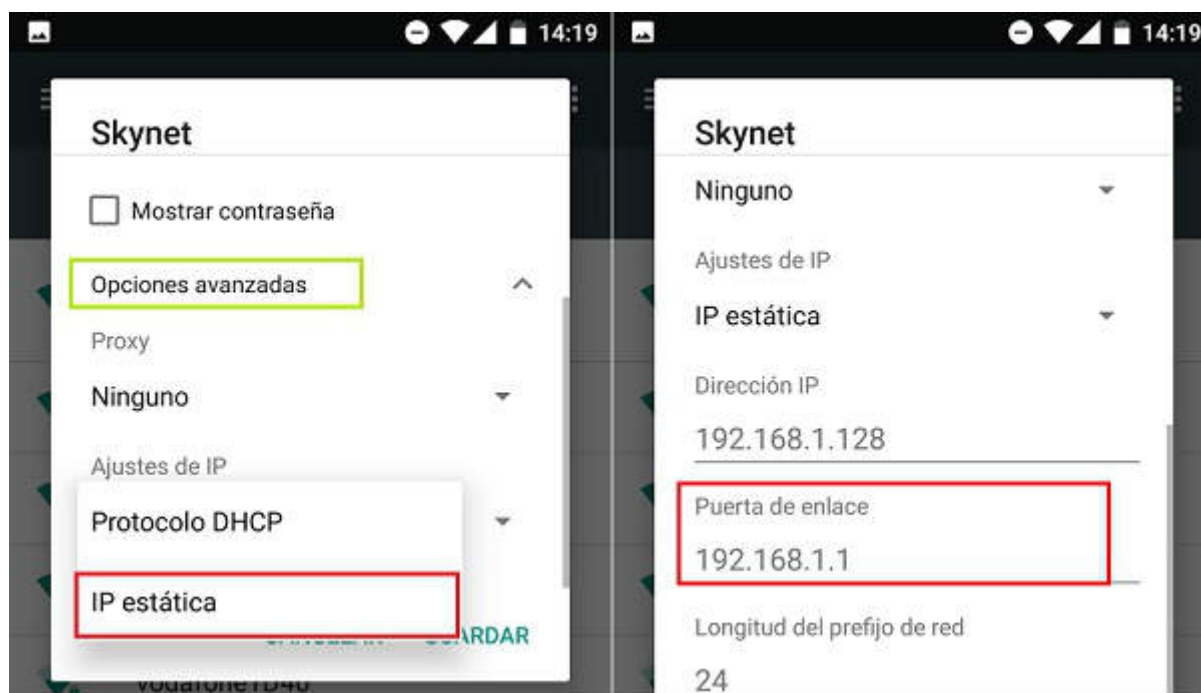 14:19
Skynet
Mostrar contraseña
Opciones avanzadas
Proxy
Ninguno
Ajustes de IP
Protocolo DHCP
IP estática
GUARDAR
14:19
Skynet
Ninguno
Ajustes de IP
IP estática
Dirección IP
192.168.1.128
Puerta de enlace
192.168.1.1
Longitud del prefijo de red
24